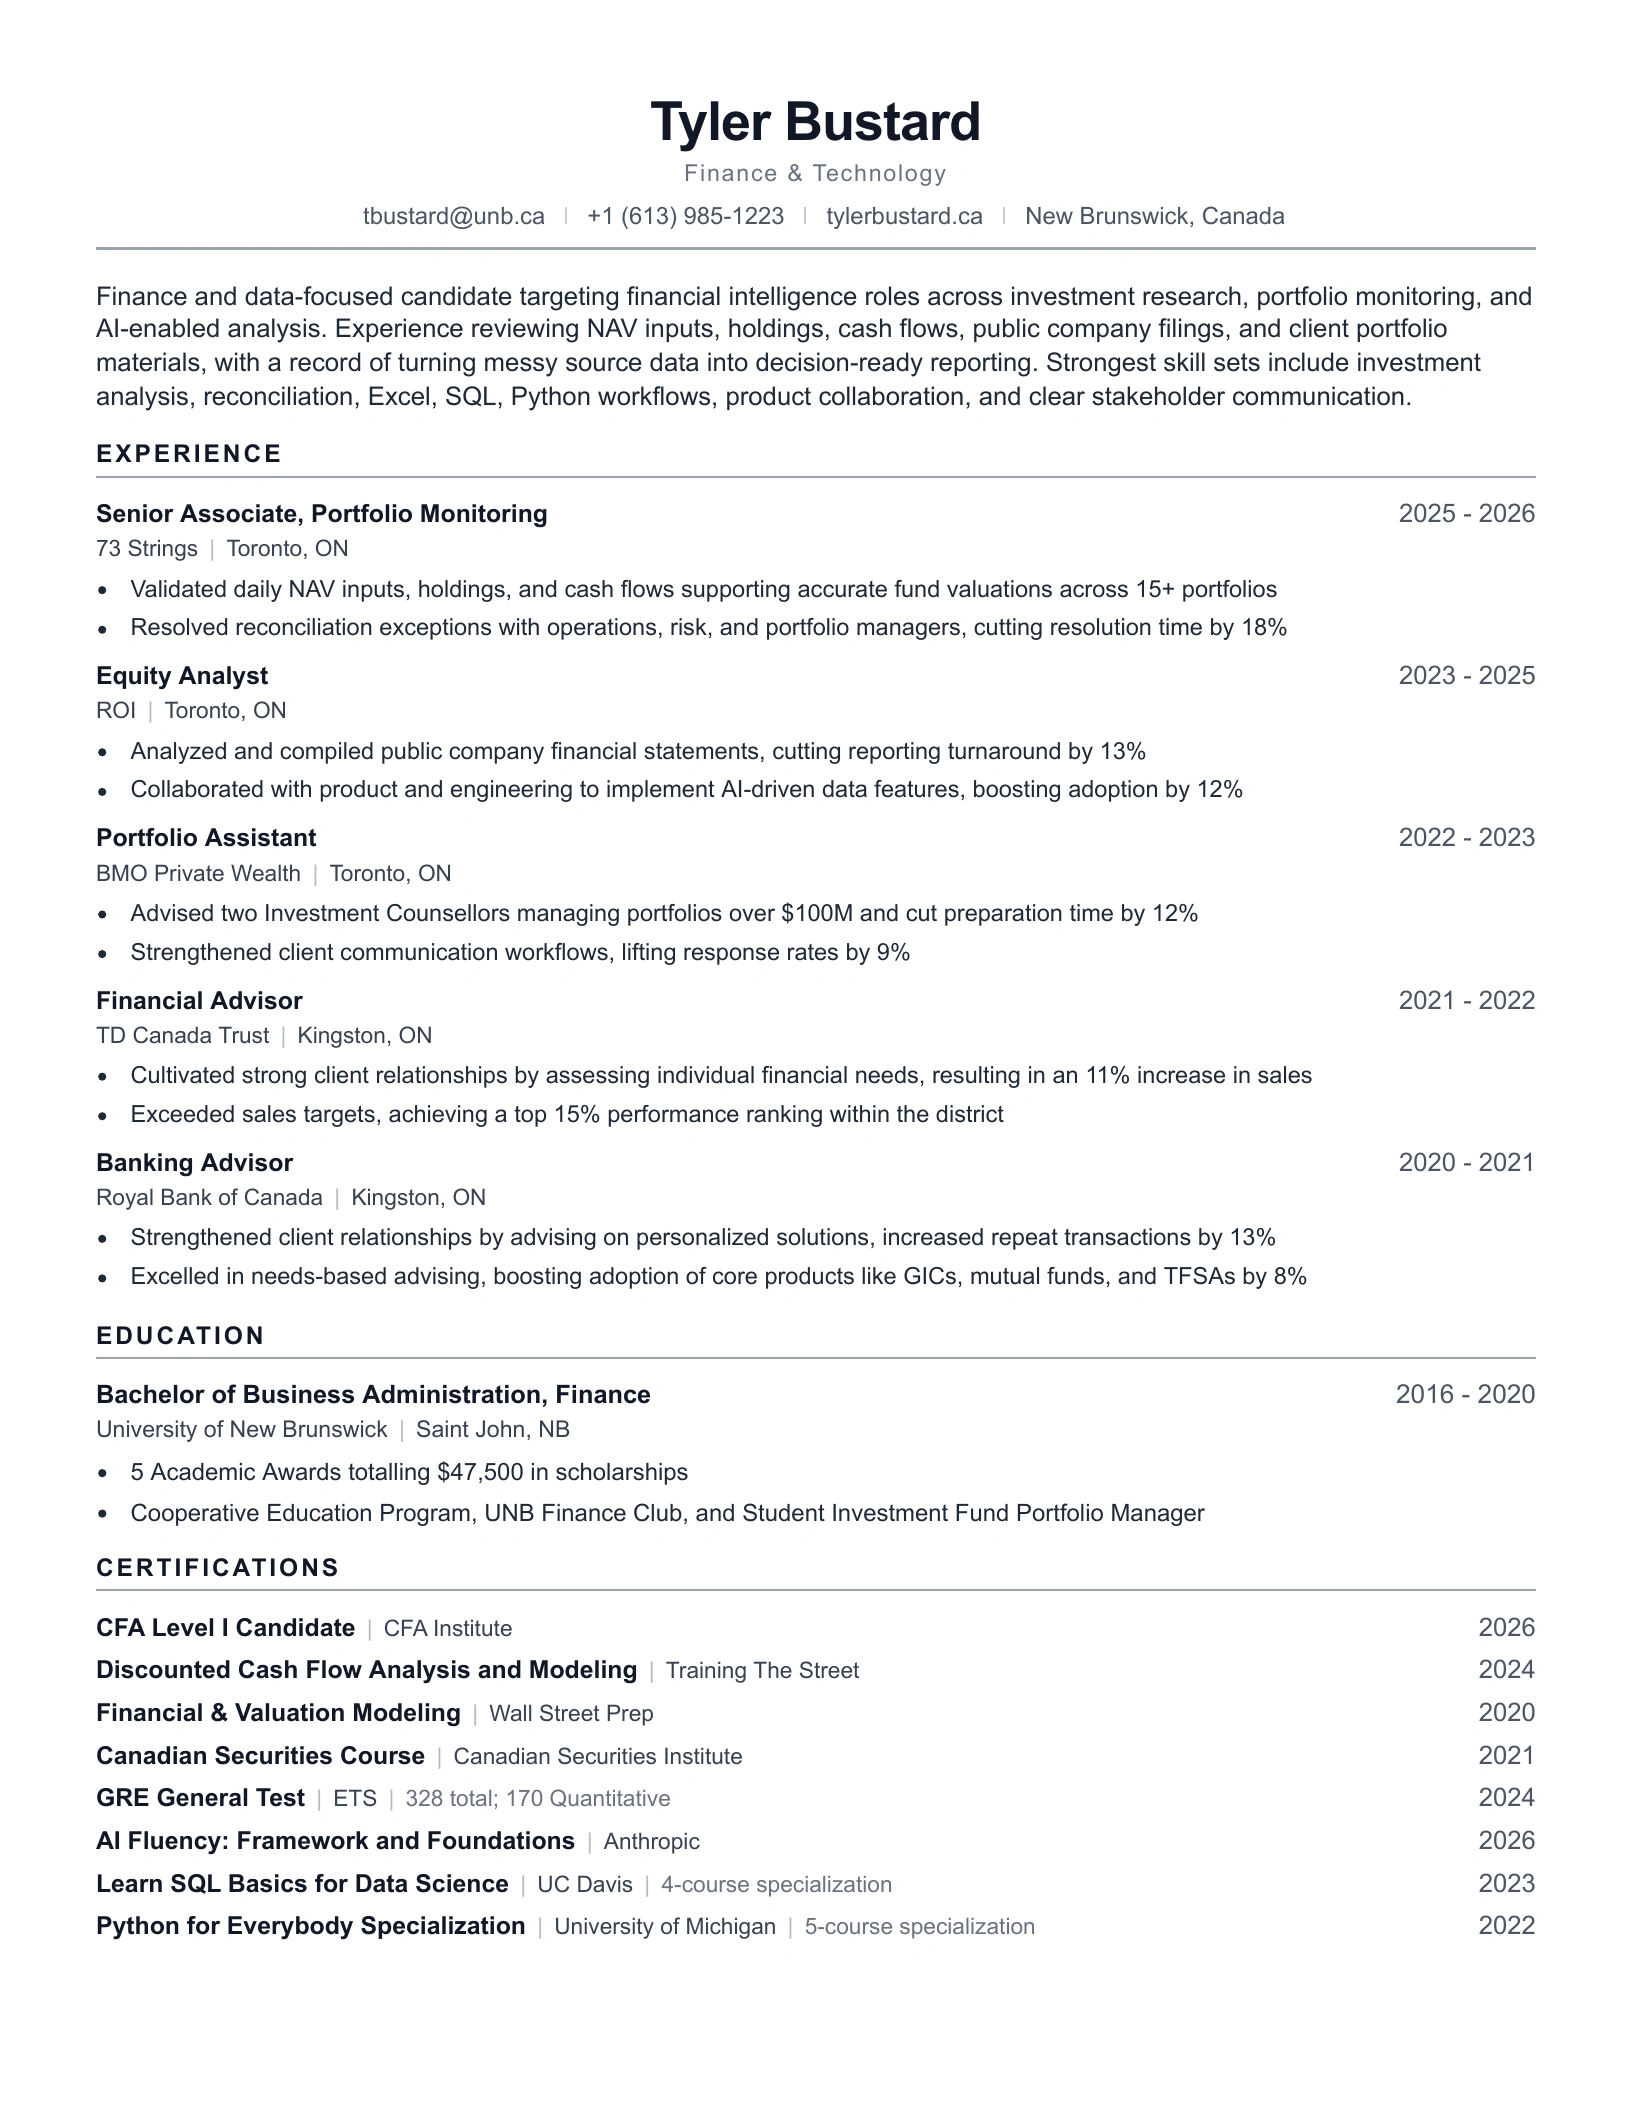 Tyler Bustard
Finance & Technology
tbustard@unb.ca | +1 (613) 985-1223 | tylerbustard.ca | New Brunswick, Canada
Finance and data-focused candidate targeting financial intelligence roles across investment research, portfolio monitoring, and
AI-enabled analysis. Experience reviewing NAV inputs, holdings, cash flows, public company filings, and client portfolio
materials, with a record of turning messy source data into decision-ready reporting. Strongest skill sets include investment
analysis, reconciliation, Excel, SQL, Python workflows, product collaboration, and clear stakeholder communication.
EXPERIENCE
Senior Associate, Portfolio Monitoring 2025 - 2026
73 Strings | Toronto, ON
• Validated daily NAV inputs, holdings, and cash flows supporting accurate fund valuations across 15+ portfolios
• Resolved reconciliation exceptions with operations, risk, and portfolio managers, cutting resolution time by 18%
Equity Analyst 2023 - 2025
ROI | Toronto, ON
• Analyzed and compiled public company financial statements, cutting reporting turnaround by 13%
• Collaborated with product and engineering to implement AI-driven data features, boosting adoption by 12%
Portfolio Assistant 2022 - 2023
BMO Private Wealth | Toronto, ON
• Advised two Investment Counsellors managing portfolios over $100M and cut preparation time by 12%
• Strengthened client communication workflows, lifting response rates by 9%
Financial Advisor 2021 - 2022
TD Canada Trust | Kingston, ON
• Cultivated strong client relationships by assessing individual financial needs, resulting in an 11% increase in sales
• Exceeded sales targets, achieving a top 15% performance ranking within the district
Banking Advisor 2020 - 2021
Royal Bank of Canada | Kingston, ON
• Strengthened client relationships by advising on personalized solutions, increased repeat transactions by 13%
• Excelled in needs-based advising, boosting adoption of core products like GICs, mutual funds, and TFSAs by 8%
EDUCATION
Bachelor of Business Administration, Finance 2016 - 2020
University of New Brunswick | Saint John, NB
• 5 Academic Awards totalling $47,500 in scholarships
• Cooperative Education Program, UNB Finance Club, and Student Investment Fund Portfolio Manager
CERTIFICATIONS
CFA Level I Candidate | CFA Institute 2026
Discounted Cash Flow Analysis and Modeling | Training The Street 2024
Financial & Valuation Modeling | Wall Street Prep 2020
Canadian Securities Course | Canadian Securities Institute 2021
GRE General Test | ETS | 328 total; 170 Quantitative 2024
AI Fluency: Framework and Foundations | Anthropic 2026
Learn SQL Basics for Data Science | UC Davis | 4-course specialization 2023
Python for Everybody Specialization | University of Michigan | 5-course specialization 2022